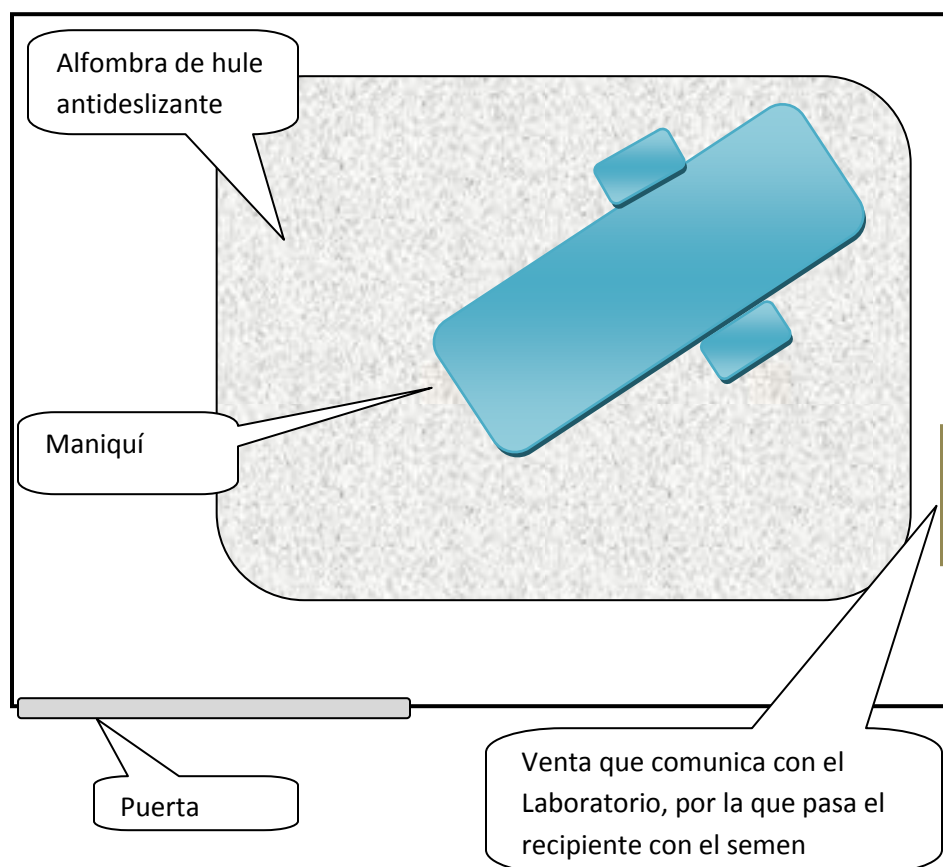 Alfombra de hule
antideslizante
Maniquí
Puerta
Venta que comunica con el
Laboratorio, por la que pasa el
recipiente con el semen